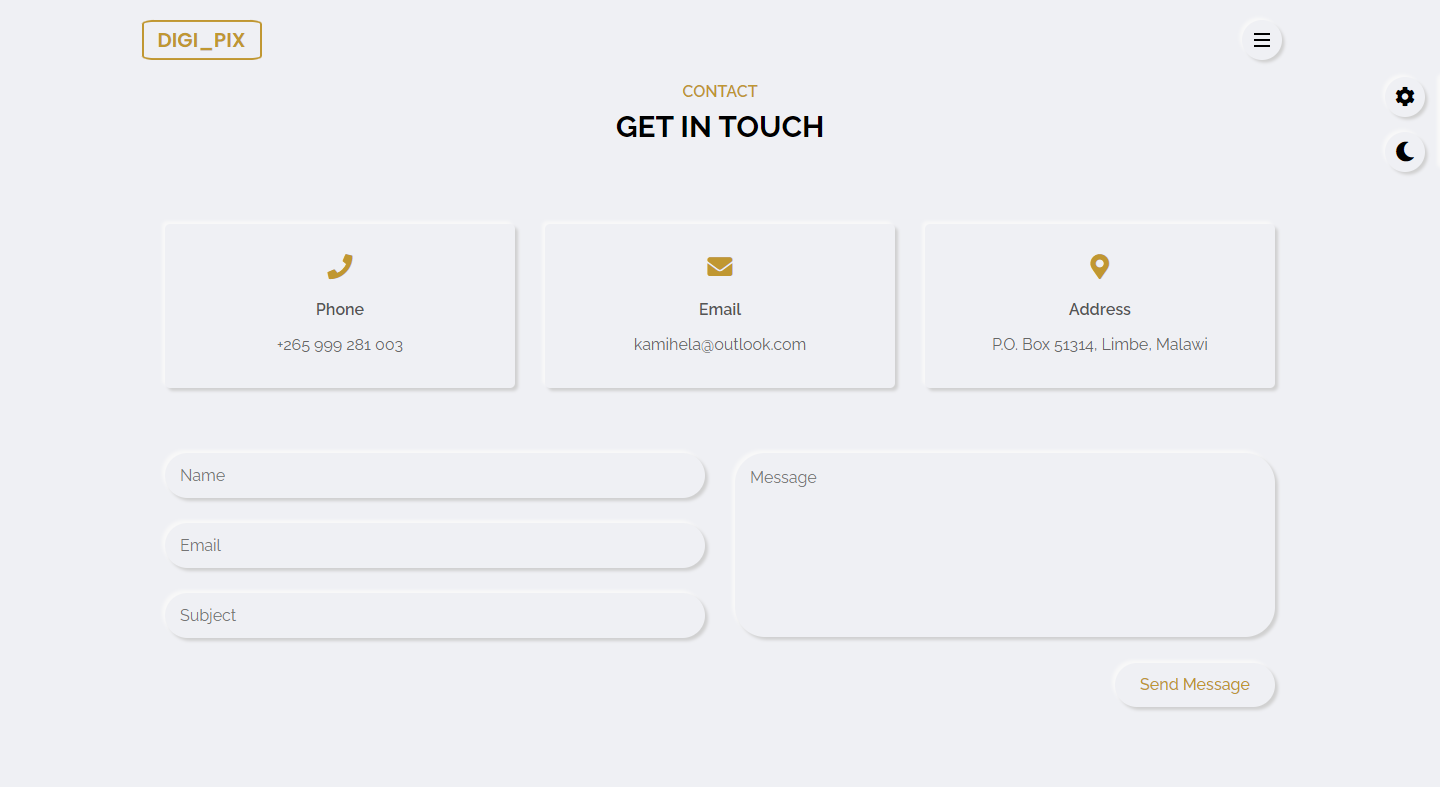 DIGI_PIX
CONTACT
GET IN TOUCH
Phone
+265 999 281 003
Email
kamihela@outlook.com
Address
P.O. Box 51314, Limbe, Malawi
Name
Email
Subject
Message
Send Message